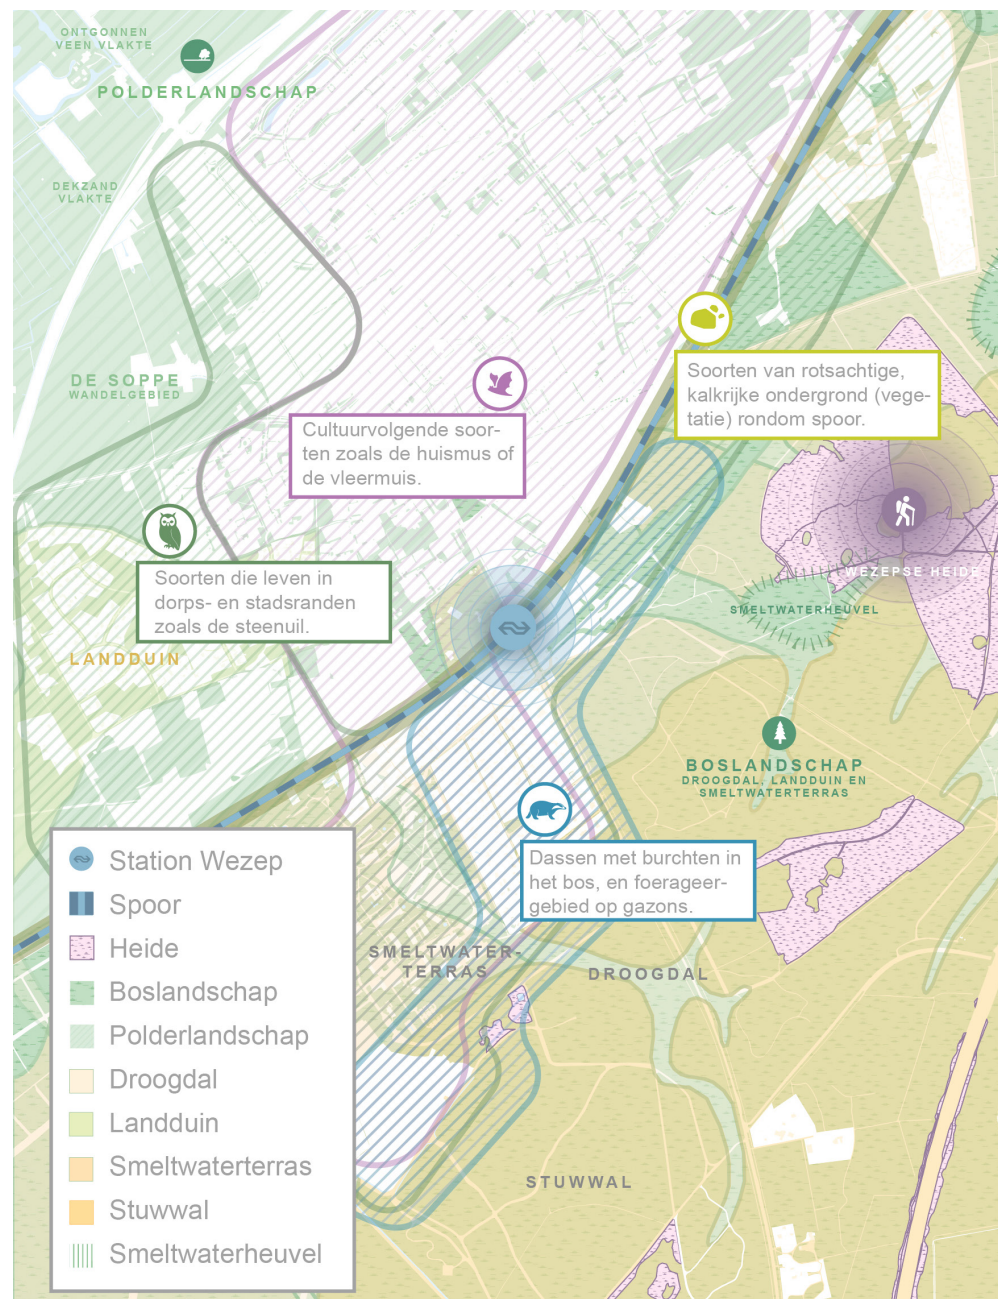 ONTGONNEN
VEEN VLAKTE
POLDERLANDSCHAP
DEKZAND
VLAKTE
DE SOPPE
WANDELGEBIED
Soorten van rotsachtige,
kalkrijke ondergrond (vege-
tatie) rondom spoor.
Cultuurvolgende soor-
ten zoals de huismus of
de vleermuis.
Soorten die leven in
dorps- en stadsranden
zoals de steenuil.
WEZEPSE HEIDE
SMELTWATERHEUVEL
LANDDUIN
BOSLANDSCHAP
DROOGDAL, LANDDUIN EN
SMELTWATERTERRAS
Dassen met burchten in
het bos, en foerageer-
gebied op gazons.
SMELTWATER-
TERRAS
DROOGDAL
STUWWAL
Station Wezep
Spoor
Heide
Boslandschap
Polderlandschap
Droogdal
Landduin
Smeltwaterterras
Stuwwal
Smeltwaterheuvel